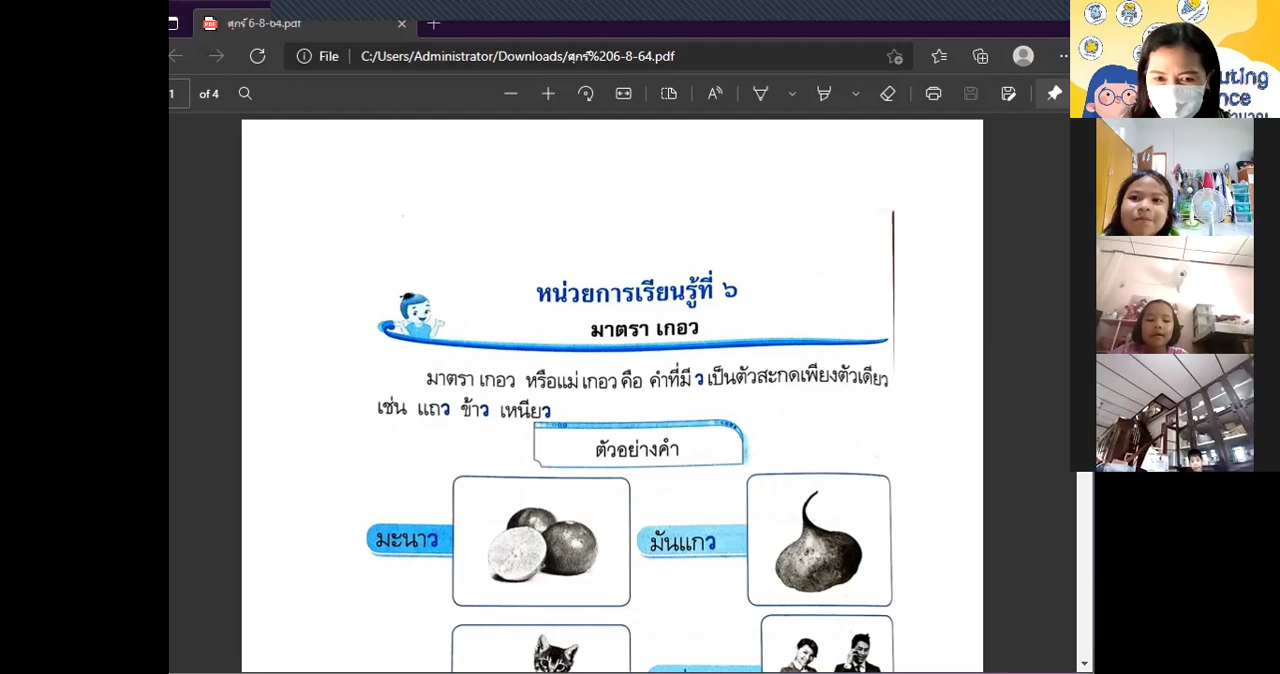 ศุกร์ 6-8-64.pdf
File
C:/Users/Administrator/Downloads/ศุกร์%206-8-64.pdf
1 of 4
หน่วยการเรียนรู้ที่ ๖
มาตรา เกอว
มาตรา เกอว หรือแม่ เกอว คือ คำที่มี ว เป็นตัวสะกดเพียงตัวเดียว
เช่น แถว ข้าว เหนียว
ตัวอย่างคำ
มะนาว
มันแกว